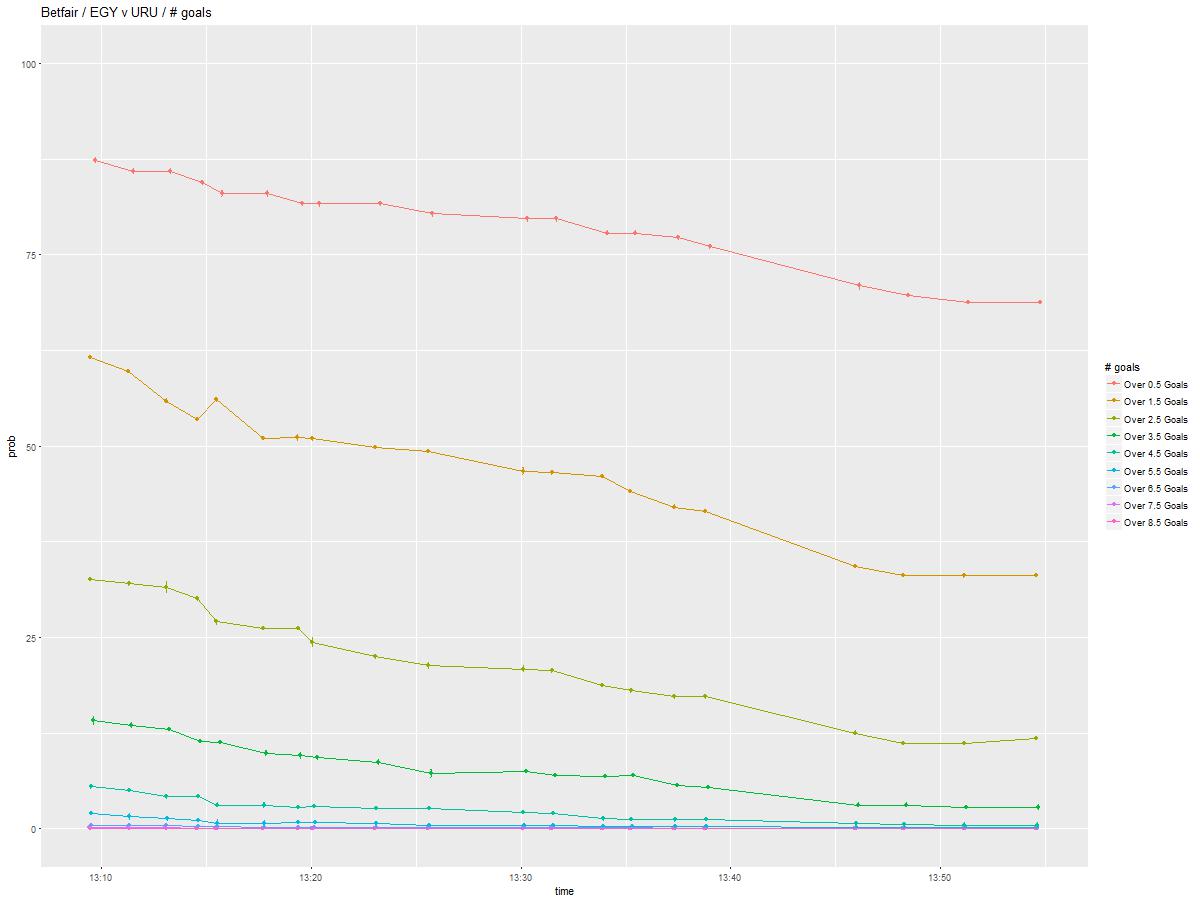 Betfair / EGY v URU / # goals
100
75
50
25
0
prob
13:10
13:20
13:30
13:40
13:50
time
# goals
Over 0.5 Goals
Over 1.5 Goals
Over 2.5 Goals
Over 3.5 Goals
Over 4.5 Goals
Over 5.5 Goals
Over 6.5 Goals
Over 7.5 Goals
Over 8.5 Goals